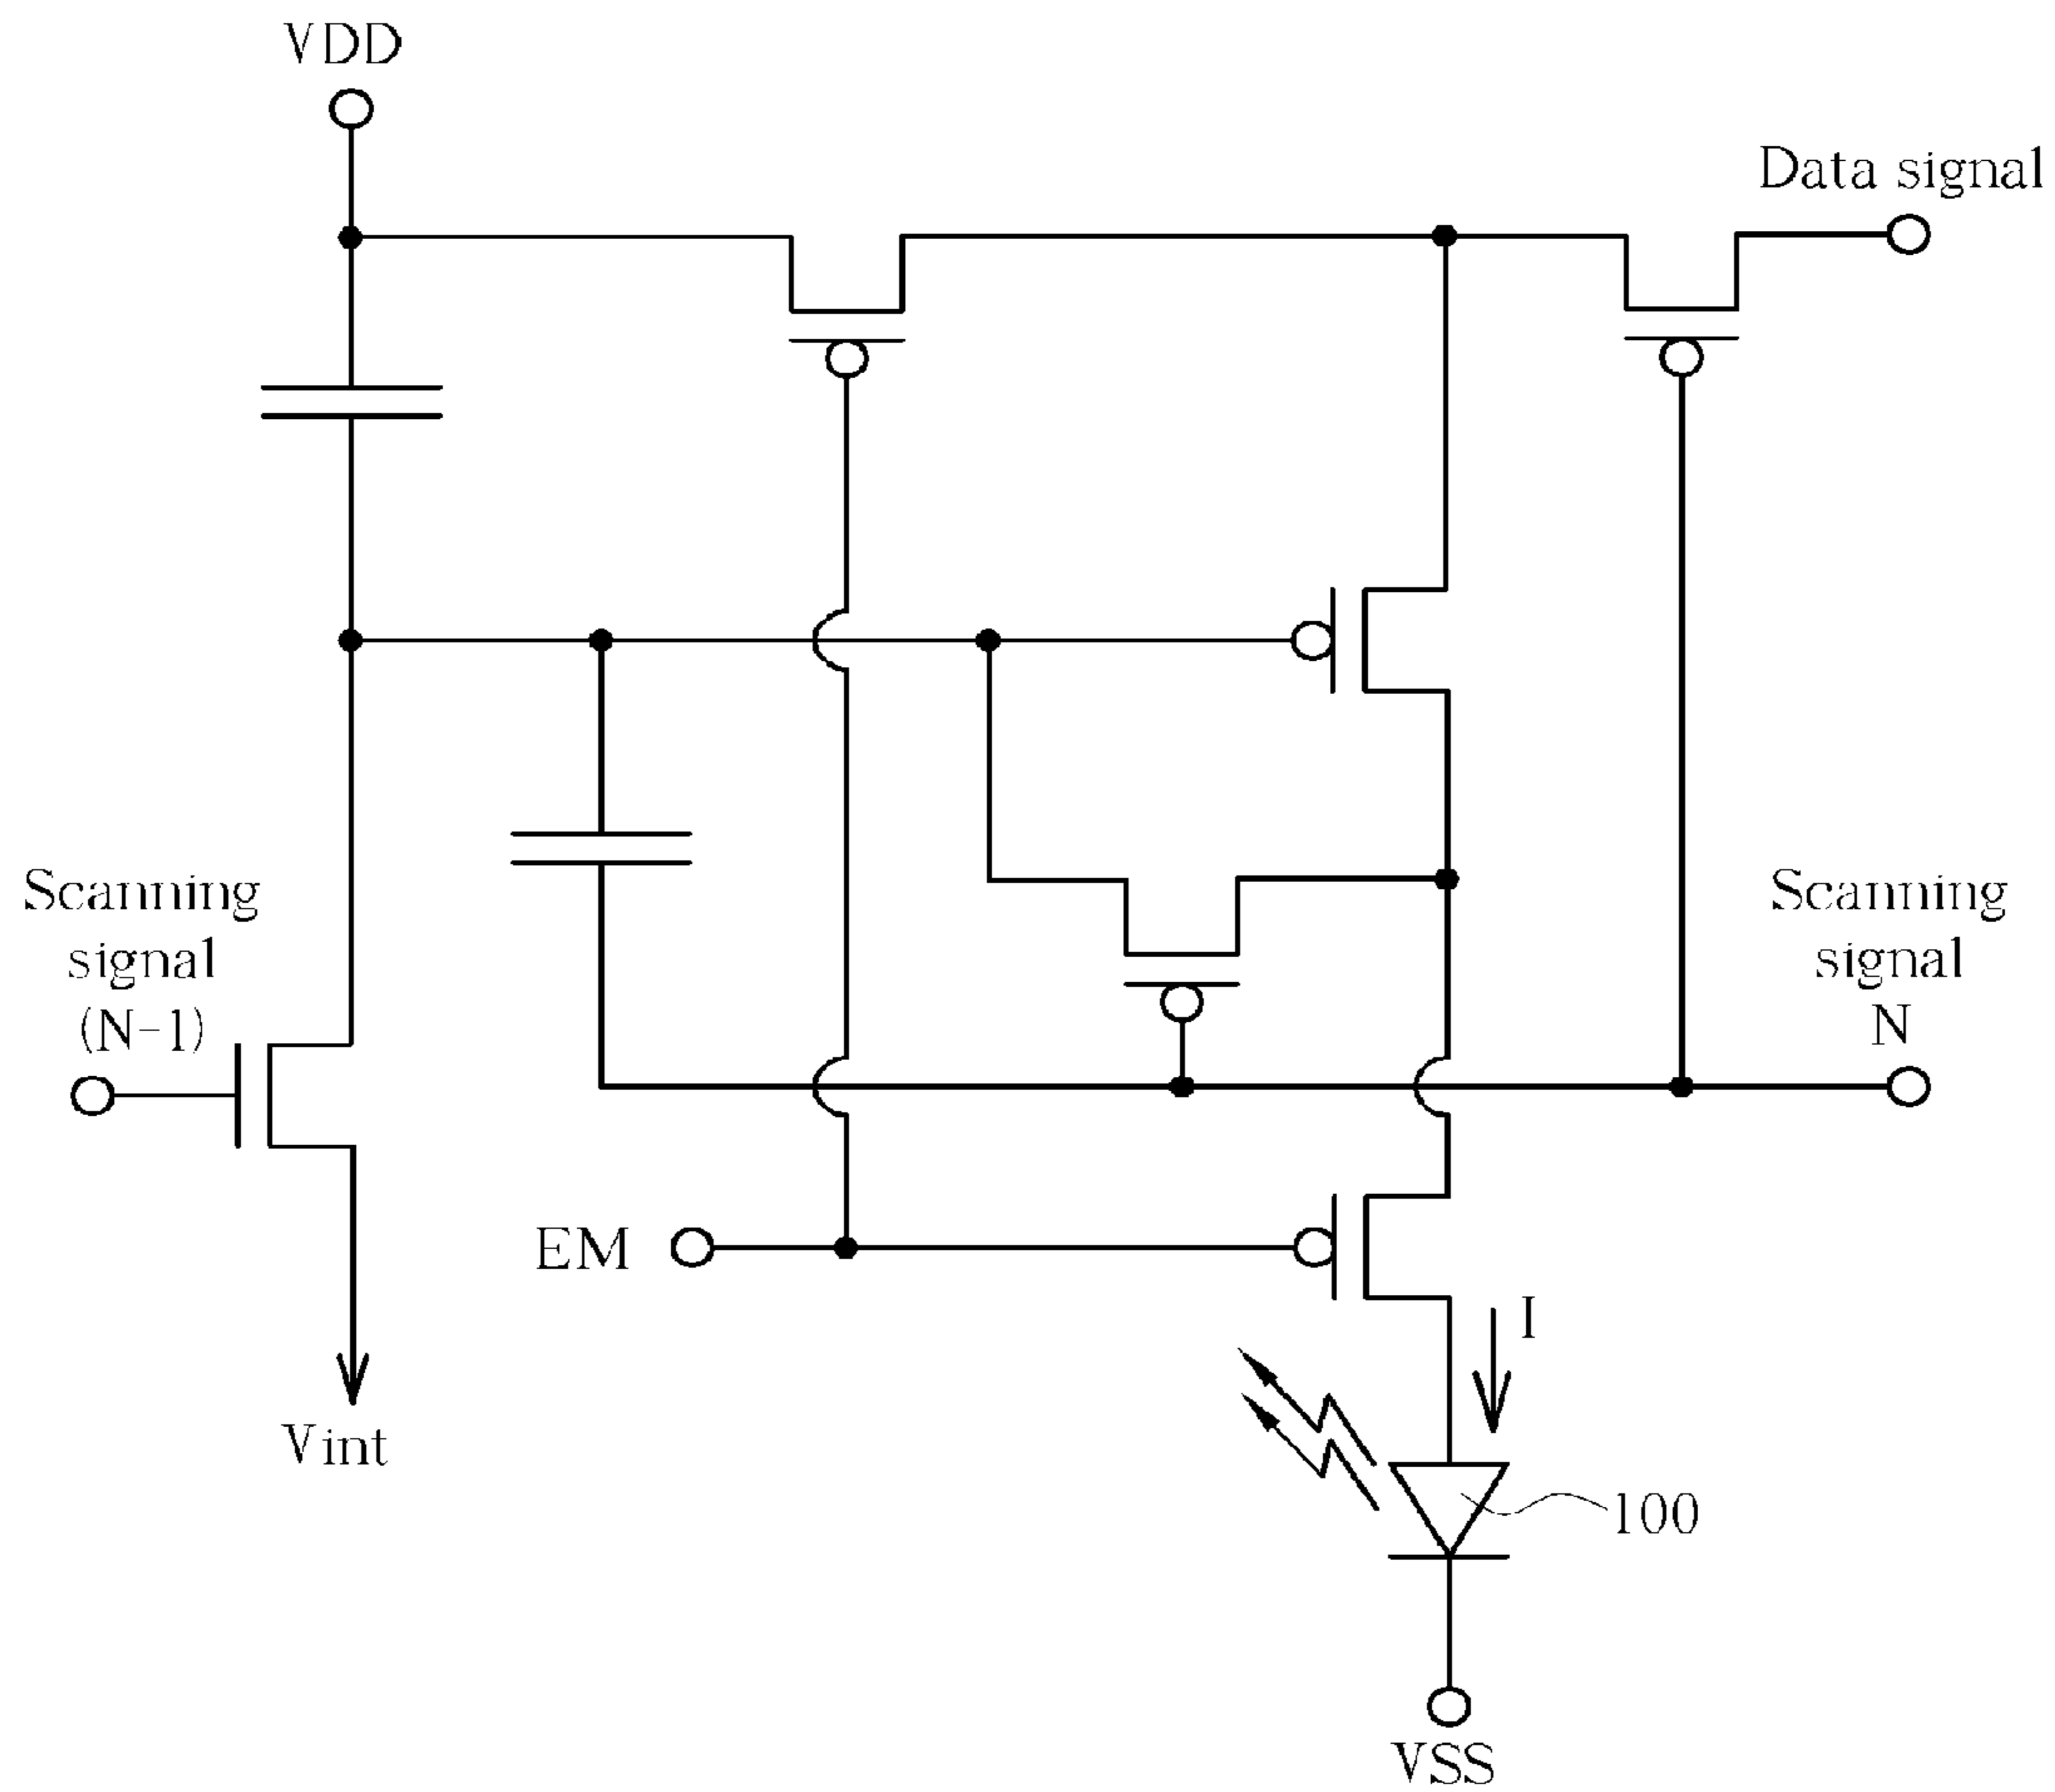 VDD
Data signal
Scanning
signal
(N-1)
Scanning
signal
N
EM
I
Vint
100
VSS